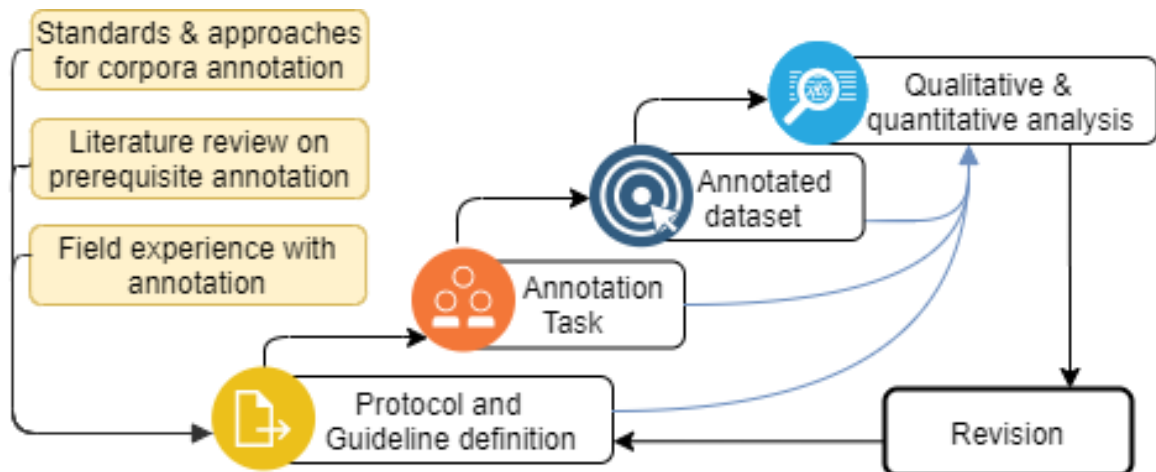 Standards & approaches
for corpora annotation
Literature review on
prerequisite annotation
Field experience with
annotation
Qualitative &
quantitative analysis
Annotated
dataset
Annotation
Task
Protocol and
Guideline definition
Revision